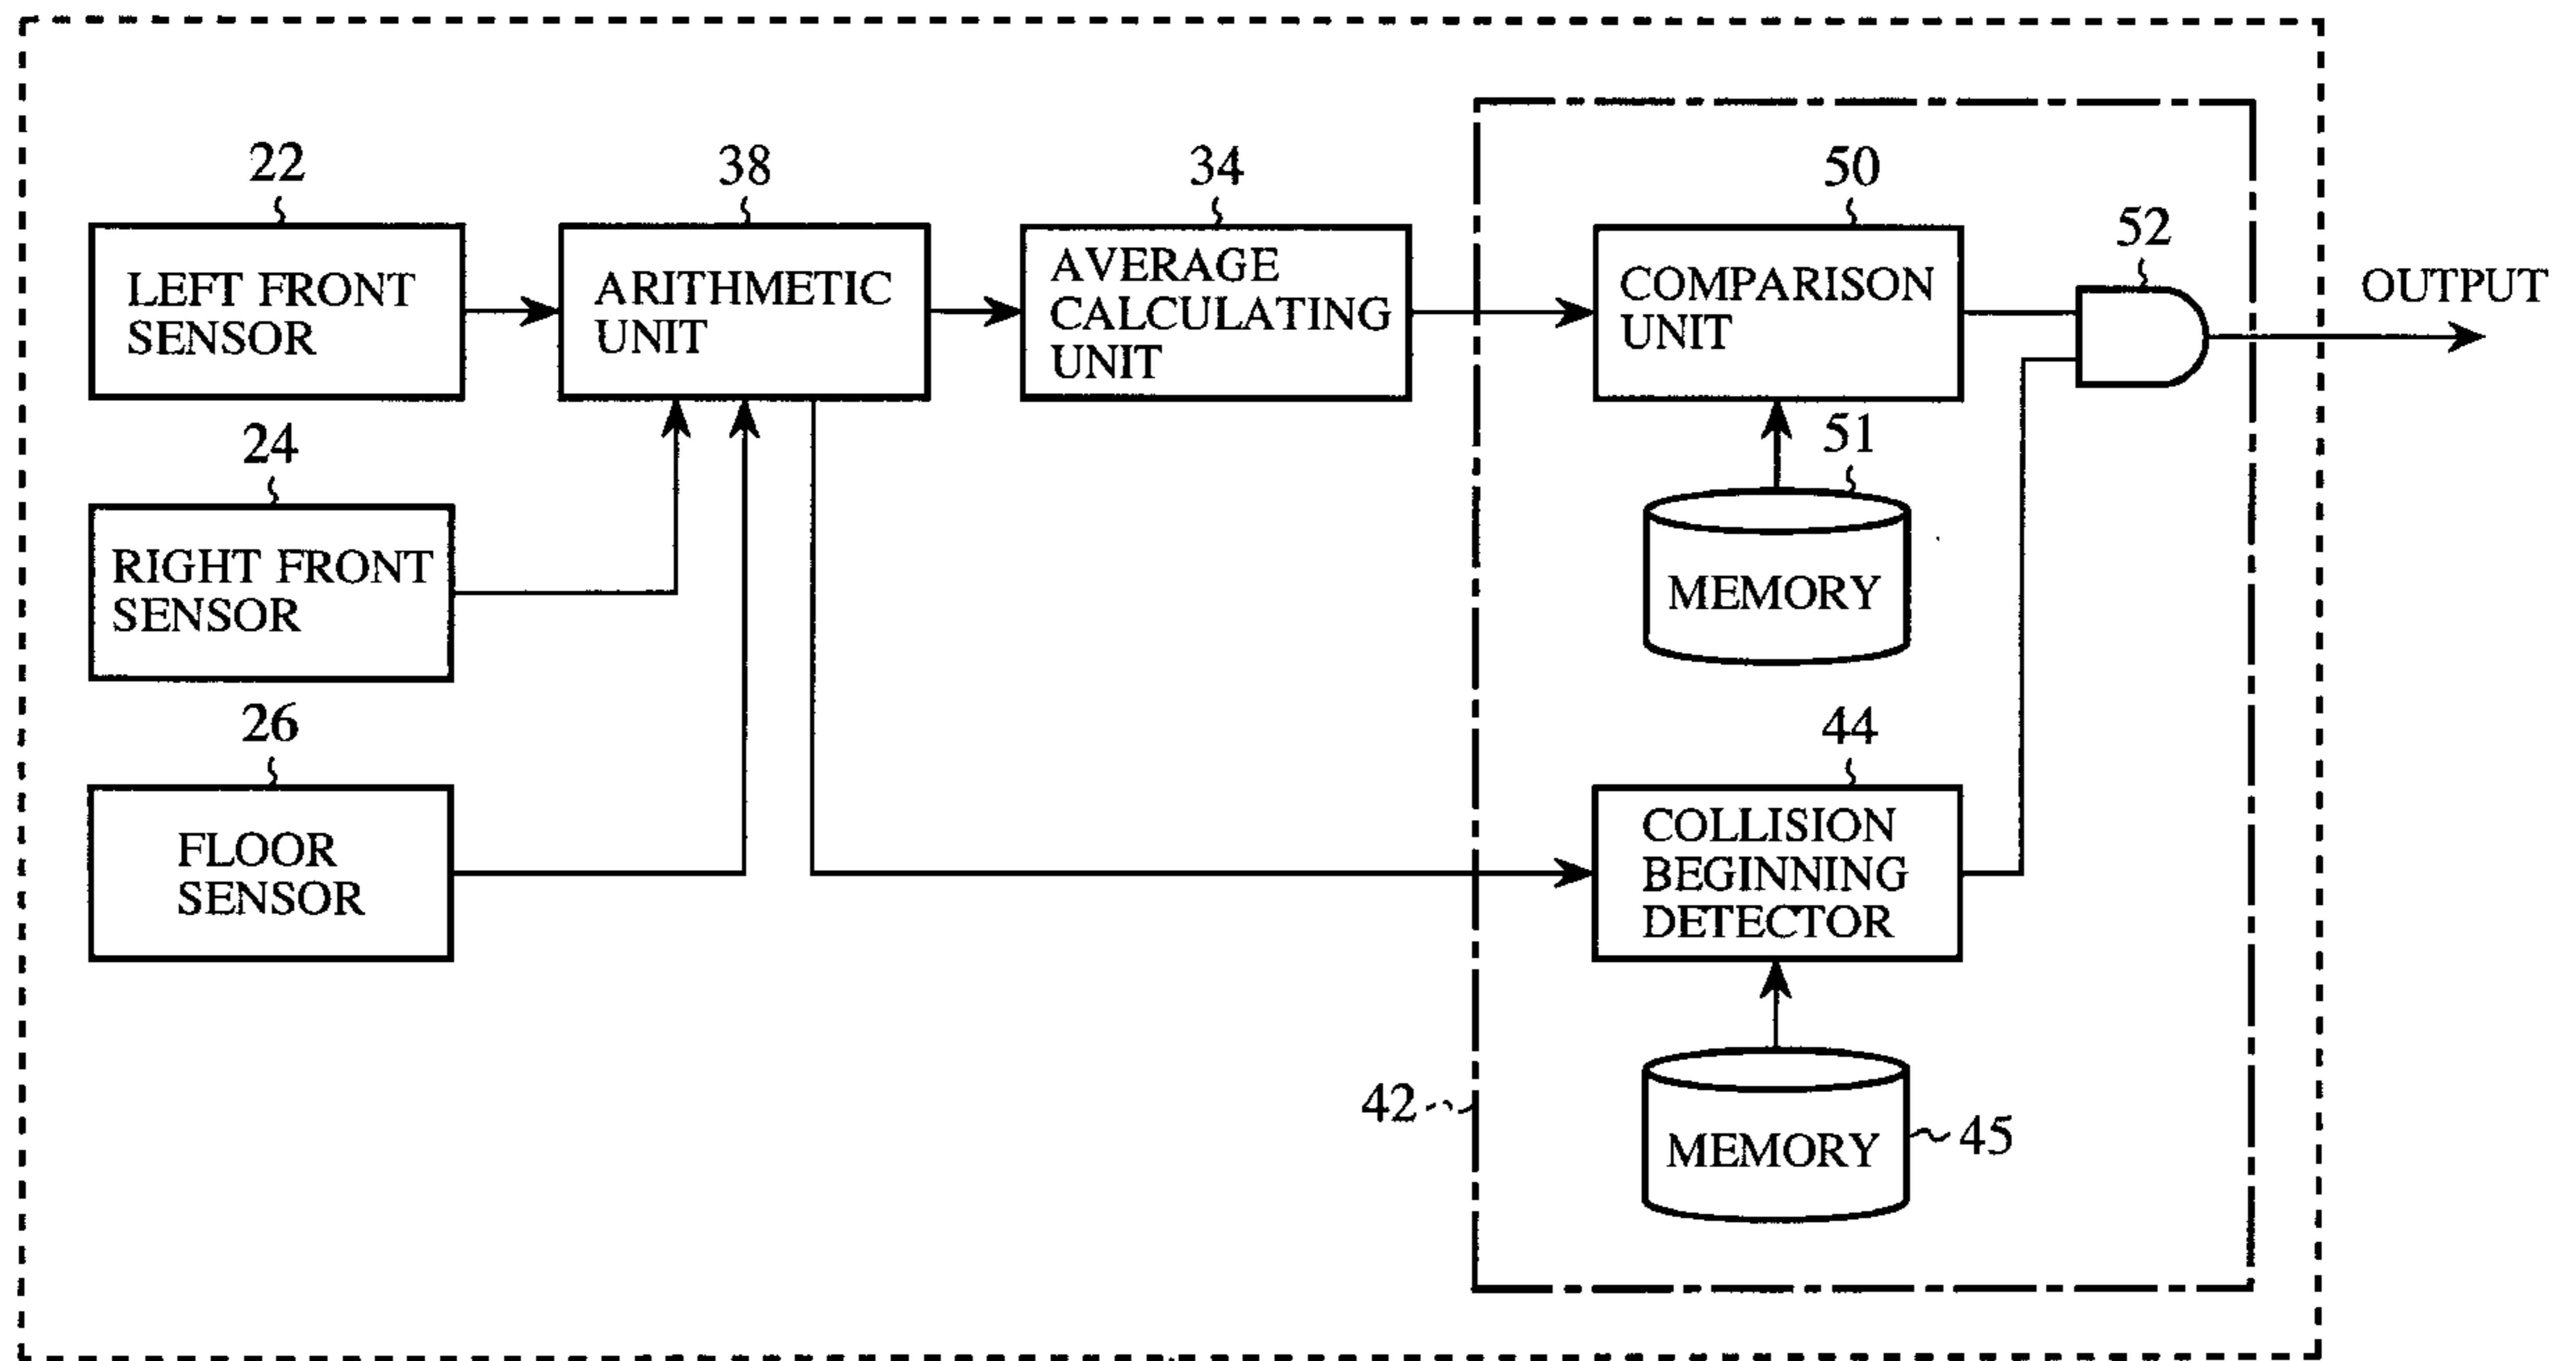 22
LEFT FRONT
SENSOR
38
ARITHMETIC
UNIT
34
AVERAGE
CALCULATING
UNIT
50
COMPARISON
UNIT
52
OUTPUT
51
MEMORY
24
RIGHT FRONT
SENSOR
26
FLOOR
SENSOR
44
COLLISION
BEGINNING
DETECTOR
42
MEMORY
45